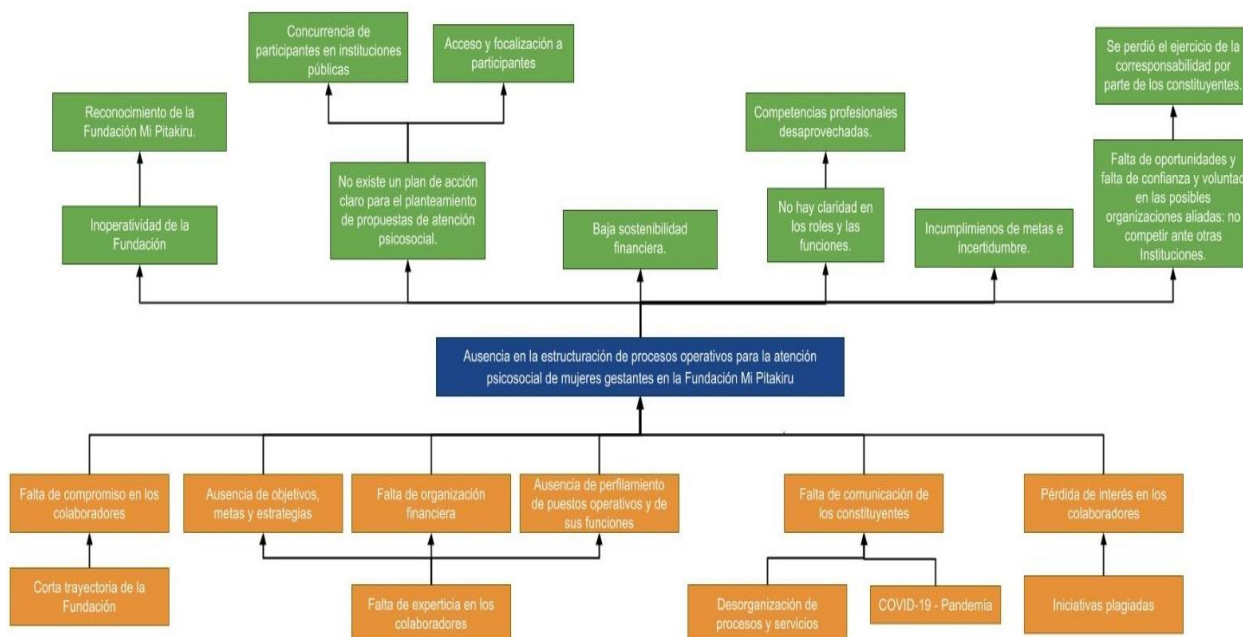 Concurrencia de
participantes en instituciones
públicas
Acceso y focalización a
participantes
Se perdió el ejercicio de la
corresponsabilidad por
parte de los constituyentes.
Reconocimiento de la
Fundación Mi Pitakiru.
Competencias profesionales
desaprovechadas.
Inoperatividad de la
Fundación
No existe un plan de acción
claro para el planteamiento
de propuestas de atención
psicosocial.
Baja sostenibilidad
financiera.
No hay claridad en
los roles y las
funciones.
Incumplimienos de metas e
incertidumbre.
Falta de oportunidades y
falta de confianza y voluntad
en las posibles
organizaciones aliadas: no
competir ante otras
Instituciones.
Ausencia en la estructuración de procesos operativos para la atención
psicosocial de mujeres gestantes en la Fundación Mi Pitakiru
Falta de compromiso en los
colaboradores
Ausencia de objetivos,
metas y estrategias
Falta de organización
financiera
Ausencia de perfilamiento
de puestos operativos y de
sus funciones
Falta de comunicación de
los constituyentes
Pérdida de interés en los
colaboradores
Corta trayectoria de la
Fundación
Falta de experticia en los
colaboradores
Desorganización de
procesos y servicios
COVID-19 - Pandemia
Iniciativas plagiadas